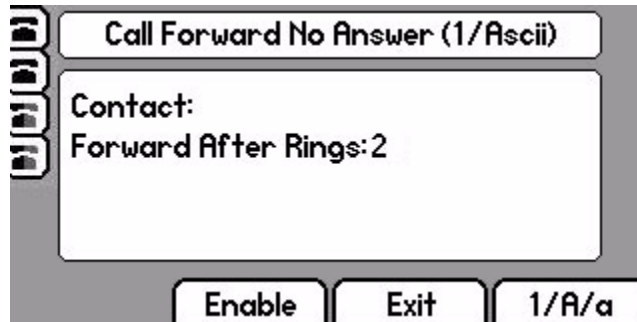 Call Forward No Answer (1/Ascii)
Contact:
Forward After Rings:2
Enable Exit 1/A/a